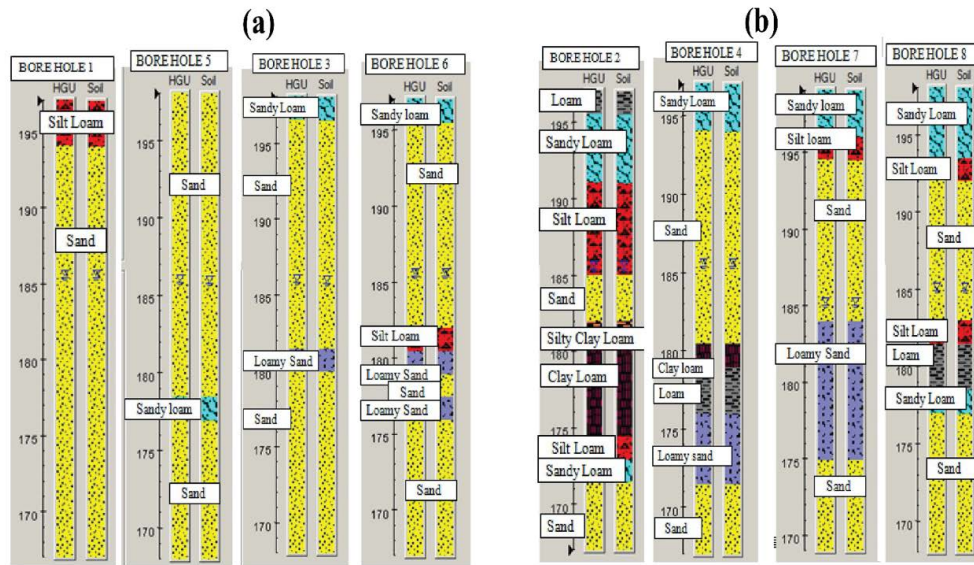 (a)
(b)
BORE HOLE 1
HGU Soil
195
Silt Loam
190
Sand
185
180
175
170
BORE HOLE 5
HGU Soil
195
Sand
190
185
180
Sandy loam
175
Sand
170
BORE HOLE 3
HGU Soil
Sandy Loam
195
Sand
190
185
Loamy Sand
180
Sand
175
170
BORE HOLE 6
HGU Soil
Sandy loam
195
Sand
190
185
Silt Loam
180
Loamy Sand
Sand
Loamy Sand
175
Sand
170
BORE HOLE 2
HGU Soil
Loam
195
Sandy Loam
190
Silt Loam
185
Sand
Silty Clay Loam
180
Clay Loam
175
Silt Loam
Sandy Loam
170
Sand
BORE HOLE 4
HGU Soil
Sandy Loam
195
190
Sand
185
180
Clay loam
Loam
175
Loamy sand
170
Sand
BORE HOLE 7
HGU Soil
Sandy loam
Silt loam
195
Sand
190
185
Loamy Sand
180
175
Sand
170
BORE HOLE 8
HGU Soil
Sandy Loam
195
Silt Loam
190
Sand
185
Silt Loam
Loam
180
Sandy Loam
175
Sand
170